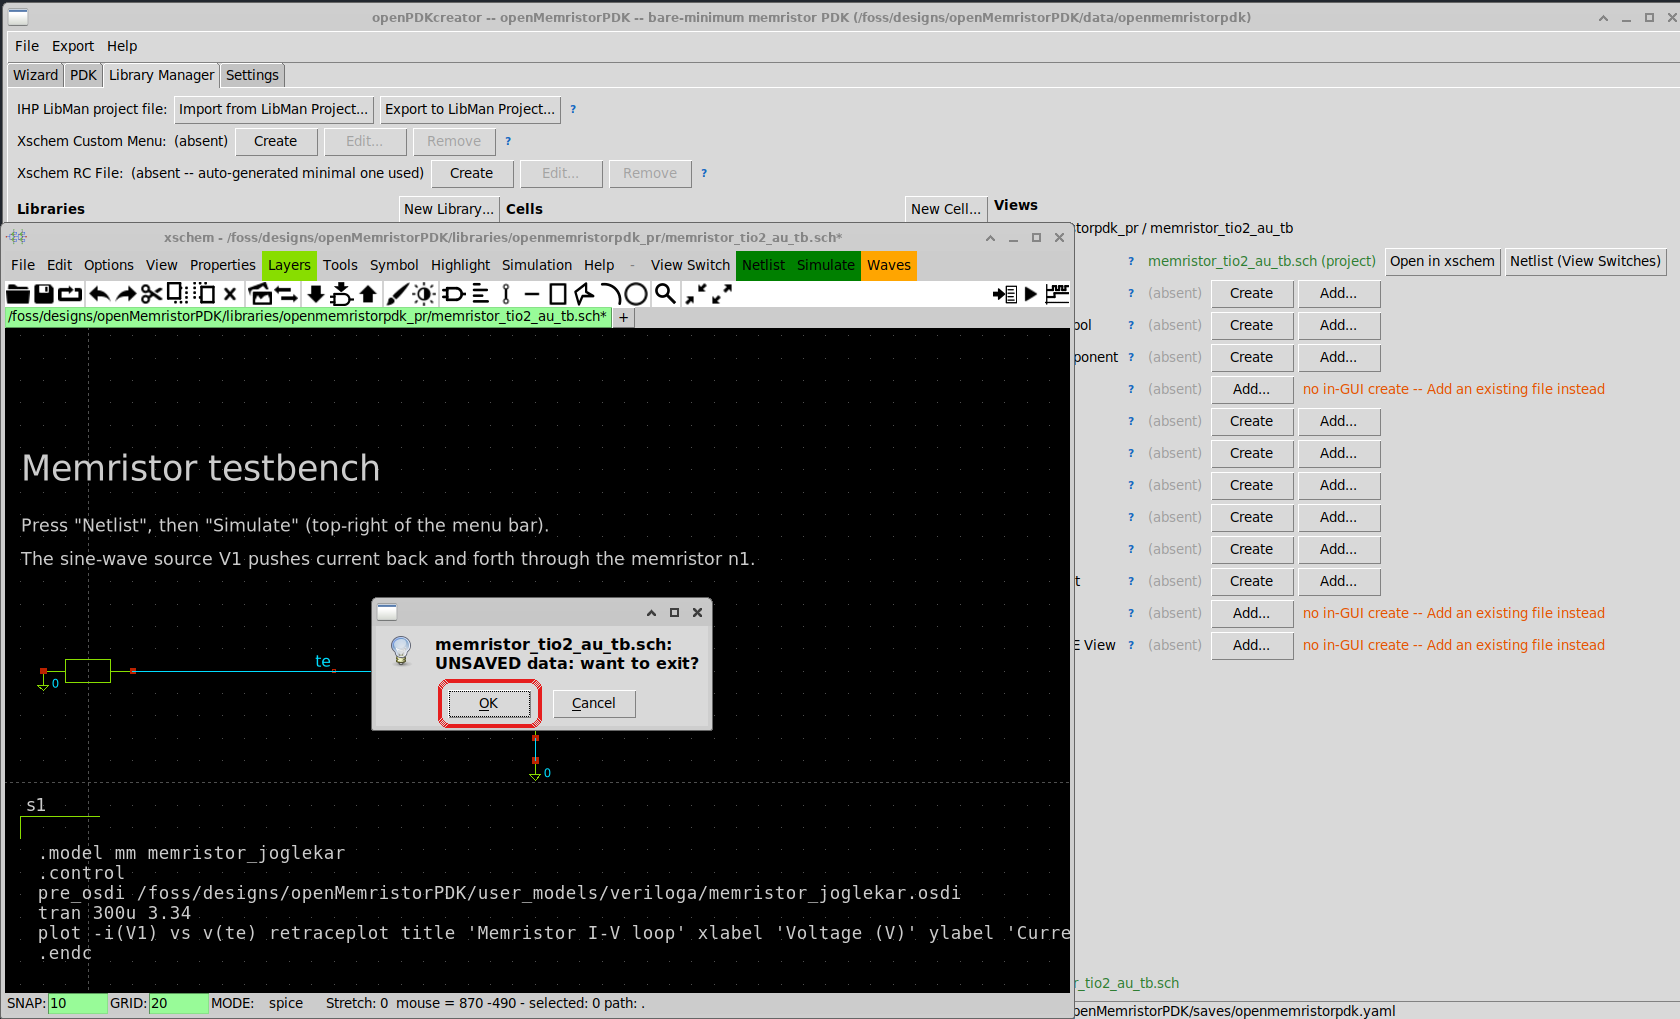 openPDKcreator -- openMemristorPDK -- bare-minimum memristor PDK (/foss/designs/openMemristorPDK/data/openmemristorpdk)
File Export Help
Wizard PDK Library Manager Settings
IHP LibMan project file: Import from LibMan Project... Export to LibMan Project... ?
Xschem Custom Menu: (absent) Create Edit... Remove ?
Xschem RC File: (absent -- auto-generated minimal one used) Create Edit... Remove ?
Libraries New Library... Cells New Cell... Views
torpdk_pr / memristor_tio2_au_tb
? memristor_tio2_au_tb.sch (project) Open in xschem Netlist (View Switches)
? (absent) Create Add...
bol ? (absent) Create Add...
ponent ? (absent) Create Add...
? (absent) Add... no in-GUI create -- Add an existing file instead
? (absent) Create Add...
? (absent) Create Add...
? (absent) Create Add...
? (absent) Create Add...
? (absent) Create Add...
t ? (absent) Create Add...
? (absent) Add... no in-GUI create -- Add an existing file instead
E View ? (absent) Add... no in-GUI create -- Add an existing file instead
r_tio2_au_tb.sch
penMemristorPDK/saves/openmemristorpdk.yaml
xschem - /foss/designs/openMemristorPDK/libraries/openmemristorpdk_pr/memristor_tio2_au_tb.sch*
File Edit Options View Properties Layers Tools Symbol Highlight Simulation Help - View Switch Netlist Simulate Waves
/foss/designs/openMemristorPDK/libraries/openmemristorpdk_pr/memristor_tio2_au_tb.sch* +
Memristor testbench
Press "Netlist", then "Simulate" (top-right of the menu bar).
The sine-wave source V1 pushes current back and forth through the memristor n1.
te
0
memristor_tio2_au_tb.sch:
UNSAVED data: want to exit?
OK Cancel
0
s1
.model mm memristor_joglekar
.control
pre_osdi /foss/designs/openMemristorPDK/user_models/veriloga/memristor_joglekar.osdi
tran 300u 3.34
plot -i(V1) vs v(te) retraceplot title 'Memristor I-V loop' xlabel 'Voltage (V)' ylabel 'Curre
.endc
SNAP: 10 GRID: 20 MODE: spice Stretch: 0 mouse = 870 -490 - selected: 0 path: .